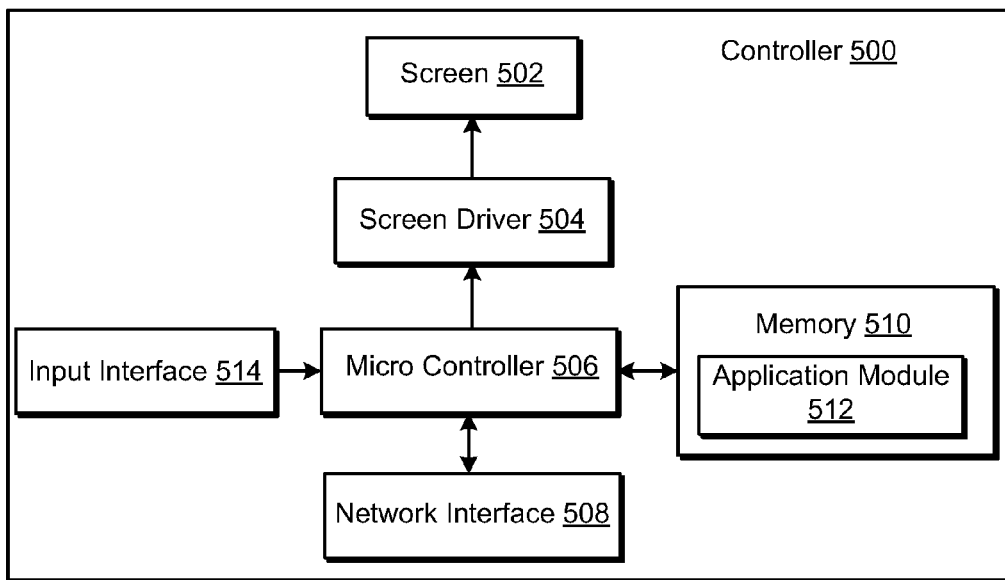 Controller 500
Screen 502
Screen Driver 504
Input Interface 514
Micro Controller 506
Memory 510
Application Module
512
Network Interface 508